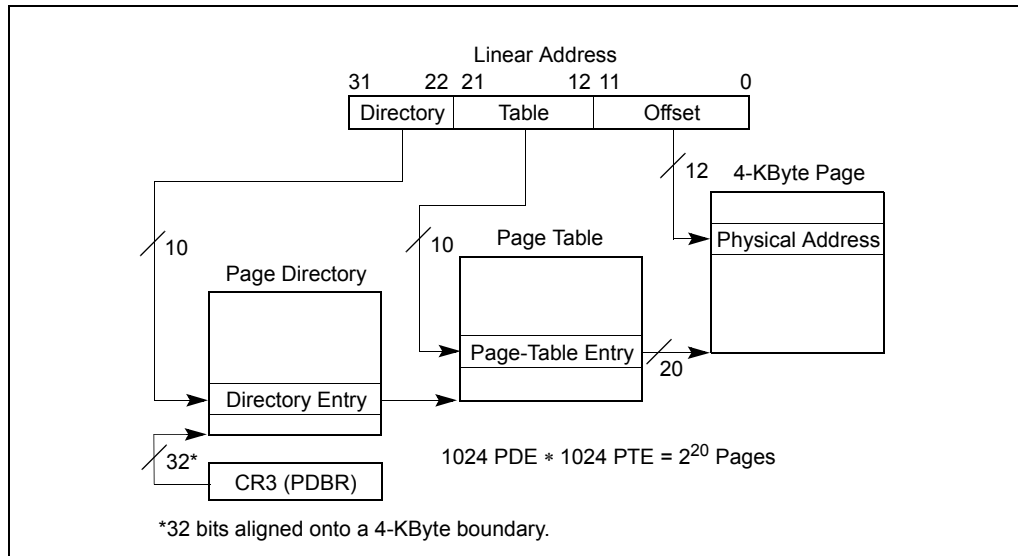 Linear Address
31 22 21 12 11 0
Directory Table Offset
12
4-KByte Page
Physical Address
10
10
Page Table
Page Directory
Page-Table Entry
20
Directory Entry
32*
1024 PDE ∗ 1024 PTE = 2²⁰ Pages
CR3 (PDBR)
*32 bits aligned onto a 4-KByte boundary.